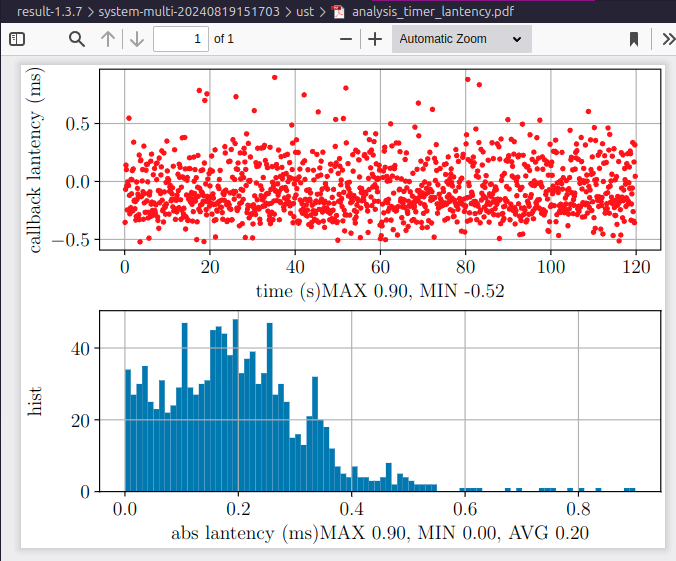 result-1.3.7 > system-multi-20240819151703 > ust > analysis_timer_lantency.pdf
1 of 1 Automatic Zoom
callback lantency (ms)
0.5
0.0
−0.5
0 20 40 60 80 100 120
time (s)MAX 0.90, MIN -0.52
hist
40
20
0
0.0 0.2 0.4 0.6 0.8
abs lantency (ms)MAX 0.90, MIN 0.00, AVG 0.20